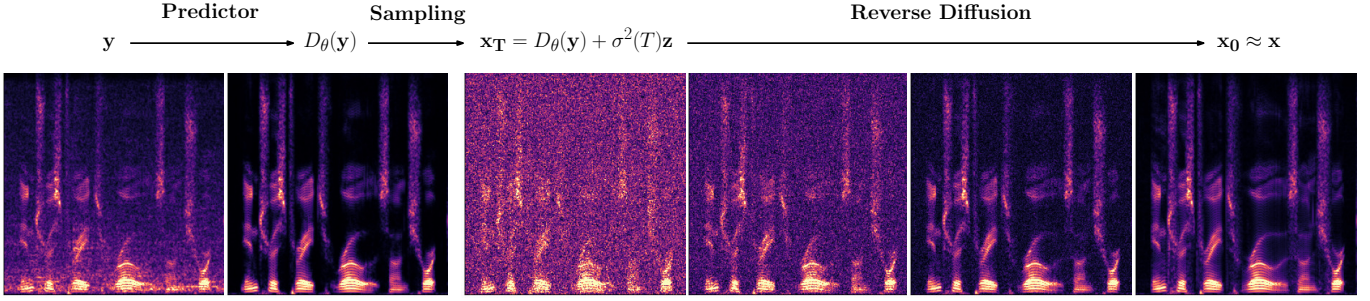 Predictor Sampling Reverse Diffusion
y D_θ(y) x_T = D_θ(y) + σ²(T)z x_0 ≈ x